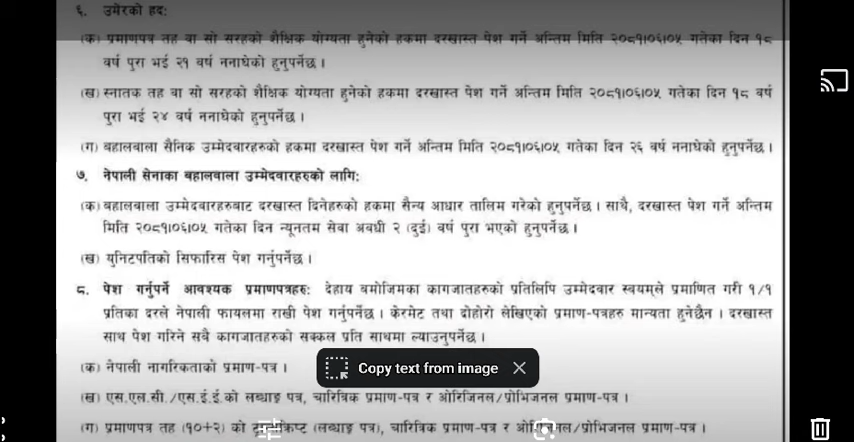 ६. उमेरको हद:
(क) प्रमाणपत्र तह वा सो सरहको शैक्षिक योग्यता हुनेको हकमा दरखास्त पेश गर्ने अन्तिम मिति २०८१।०६।०५ गतेका दिन १८
वर्ष पुरा भई २१ वर्ष ननाघेको हुनुपर्नेछ ।
(ख) स्नातक तह वा सो सरहको शैक्षिक योग्यता हुनेको हकमा दरखास्त पेश गर्ने अन्तिम मिति २०८१।०६।०५ गतेका दिन १८ वर्ष
पुरा भई २४ वर्ष ननाघेको हुनुपर्नेछ ।
(ग) बहालवाला सैनिक उम्मेदवारहरुको हकमा दरखास्त पेश गर्ने अन्तिम मिति २०८१।०६।०५ गतेका दिन २६ वर्ष ननाघेको हुनुपर्नेछ ।
७. नेपाली सेनाका बहालवाला उम्मेदवारहरुको लागि:
(क) बहालवाला उम्मेदवारहरुबाट दरखास्त दिनेहरुको हकमा सैन्य आधार तालिम गरेको हुनुपर्नेछ । साथै, दरखास्त पेश गर्ने अन्तिम
मिति २०८१।०६।०५ गतेका दिन न्यूनतम सेवा अवधी २ (दुई) वर्ष पुरा भएको हुनुपर्नेछ ।
(ख) युनिटपतिको सिफारिस पेश गर्नुपर्नेछ ।
८. पेश गर्नुपर्ने आवश्यक प्रमाणपत्रहरु: देहाय बमोजिमका कागजातहरुको प्रतिलिपि उम्मेदवार स्वयम्‌ले प्रमाणित गरी १/१
प्रतिका दरले नेपाली फायलमा राखी पेश गर्नुपर्नेछ । केरमेट तथा दोहोरो लेखिएको प्रमाण-पत्रहरु मान्यता हुनेछैन । दरखास्त
साथ पेश गरिने सबै कागजातहरुको सक्कल प्रति साथमा ल्याउनुपर्नेछ ।
Copy text from image
(क) नेपाली नागरिकताको प्रमाण-पत्र ।
(ख) एस.एल.सी./एस.ई.ई.को लब्धाङ्क पत्र, चारित्रिक प्रमाण-पत्र र ओरिजिनल/प्रोभिजनल प्रमाण-पत्र ।
(ग) प्रमाणपत्र तह (१०+२) को (लब्धाङ्क पत्र), चारित्रिक प्रमाण-पत्र र /प्रोभिजनल प्रमाण-पत्र ।